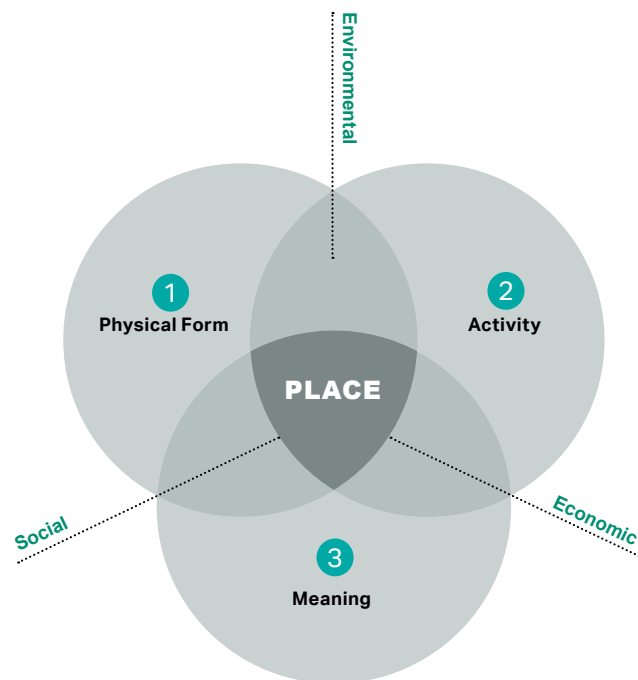 Environmental
1
Physical Form
2
Activity
PLACE
Social
Economic
3
Meaning